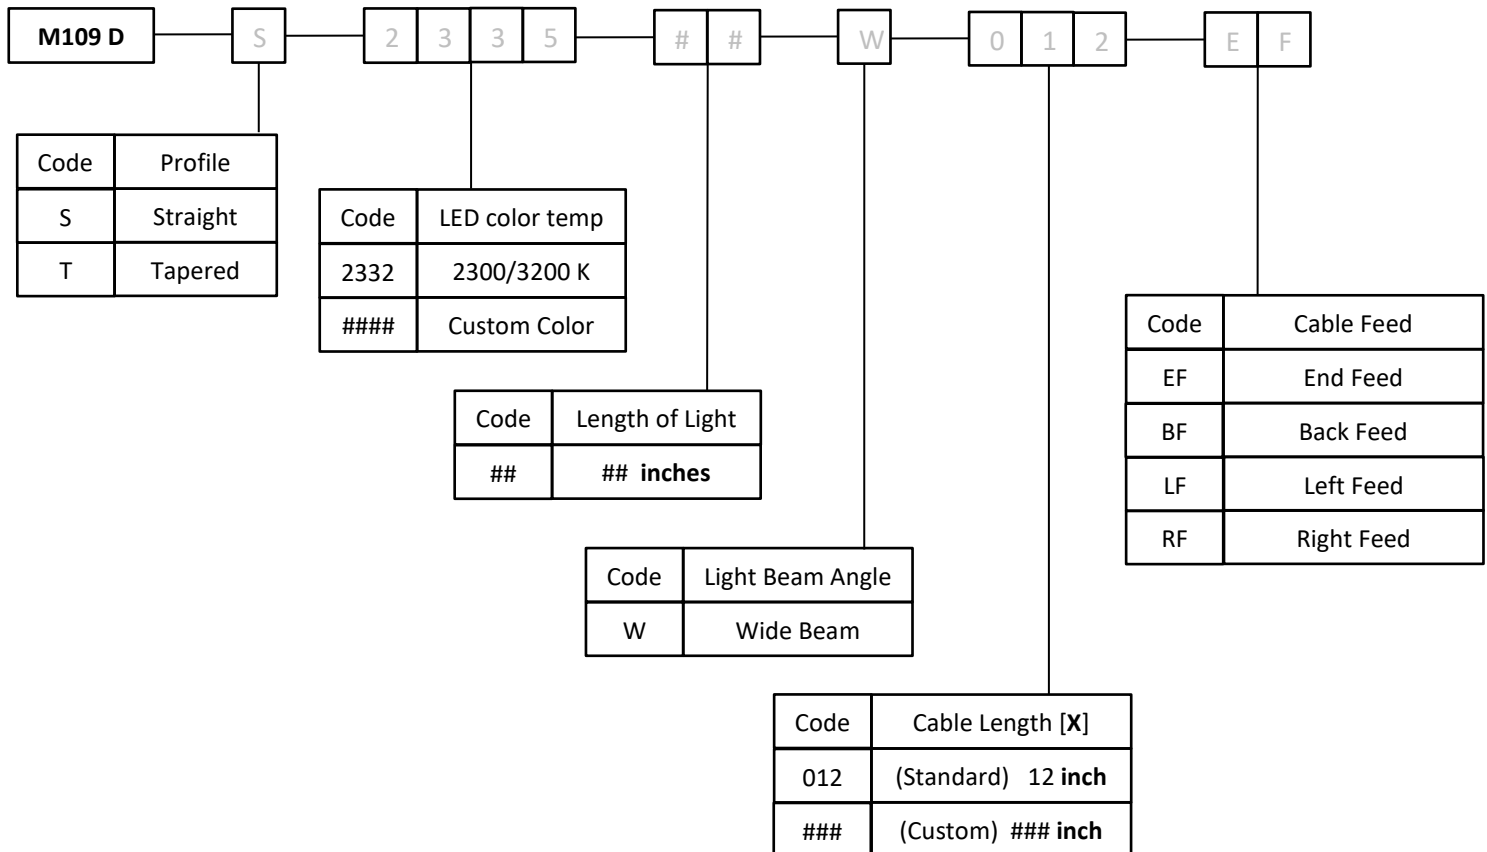 M109 D S 2 3 3 5 # # W 0 1 2 E F
Code Profile
S Straight
T Tapered
Code LED color temp
2332 2300/3200 K
#### Custom Color
Code Length of Light
## ## inches
Code Light Beam Angle
W Wide Beam
Code Cable Length [X]
012 (Standard) 12 inch
### (Custom) ### inch
Code Cable Feed
EF End Feed
BF Back Feed
LF Left Feed
RF Right Feed